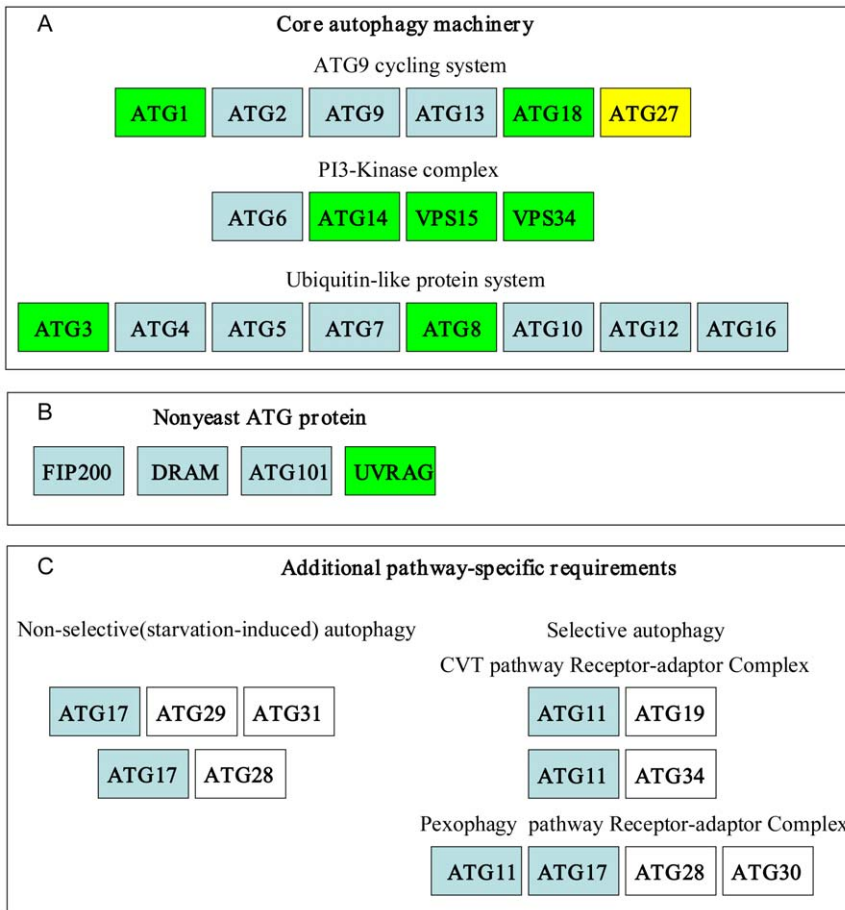 A
Core autophagy machinery
ATG9 cycling system
ATG1 ATG2 ATG9 ATG13 ATG18 ATG27
PI3-Kinase complex
ATG6 ATG14 VPS15 VPS34
Ubiquitin-like protein system
ATG3 ATG4 ATG5 ATG7 ATG8 ATG10 ATG12 ATG16
B
Nonyeast ATG protein
FIP200 DRAM ATG101 UVRAG
C
Additional pathway-specific requirements
Non-selective(starvation-induced) autophagy
ATG17 ATG29 ATG31
ATG17 ATG28
Selective autophagy
CVT pathway Receptor-adaptor Complex
ATG11 ATG19
ATG11 ATG34
Pexophagy pathway Receptor-adaptor Complex
ATG11 ATG17 ATG28 ATG30